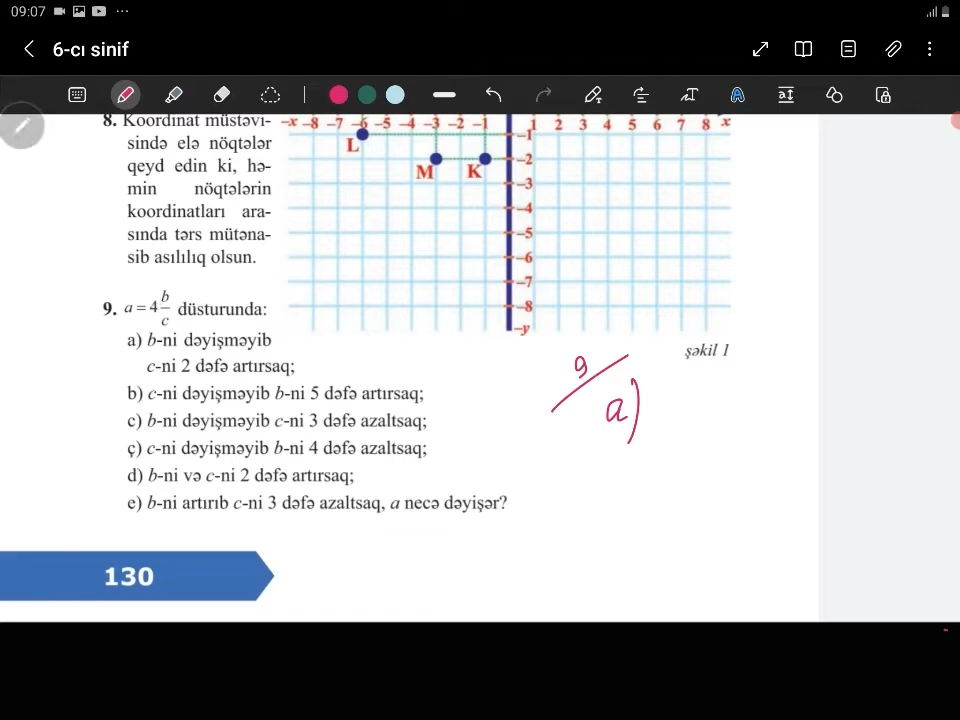 09:07
6-cı sinif
8. Koordinat müstəvi-
sində elə nöqtələr
qeyd edin ki, hə-
min nöqtələrin
koordinatları ara-
sında tərs mütəna-
sib asılılıq olsun.
-x -8 -7 -6 -5 -4 -3 -2 -1 1 2 3 4 5 6 7 8 x
-1
L
-2
M K
-3
-4
-5
-6
-7
-8
-y
şəkil 1
9. a = 4 b/c düsturunda:
a) b-ni dəyişməyib
c-ni 2 dəfə artırsaq;
b) c-ni dəyişməyib b-ni 5 dəfə artırsaq;
c) b-ni dəyişməyib c-ni 3 dəfə azaltsaq;
ç) c-ni dəyişməyib b-ni 4 dəfə azaltsaq;
d) b-ni və c-ni 2 dəfə artırsaq;
e) b-ni artırıb c-ni 3 dəfə azaltsaq, a necə dəyişər?
9/
a)
130